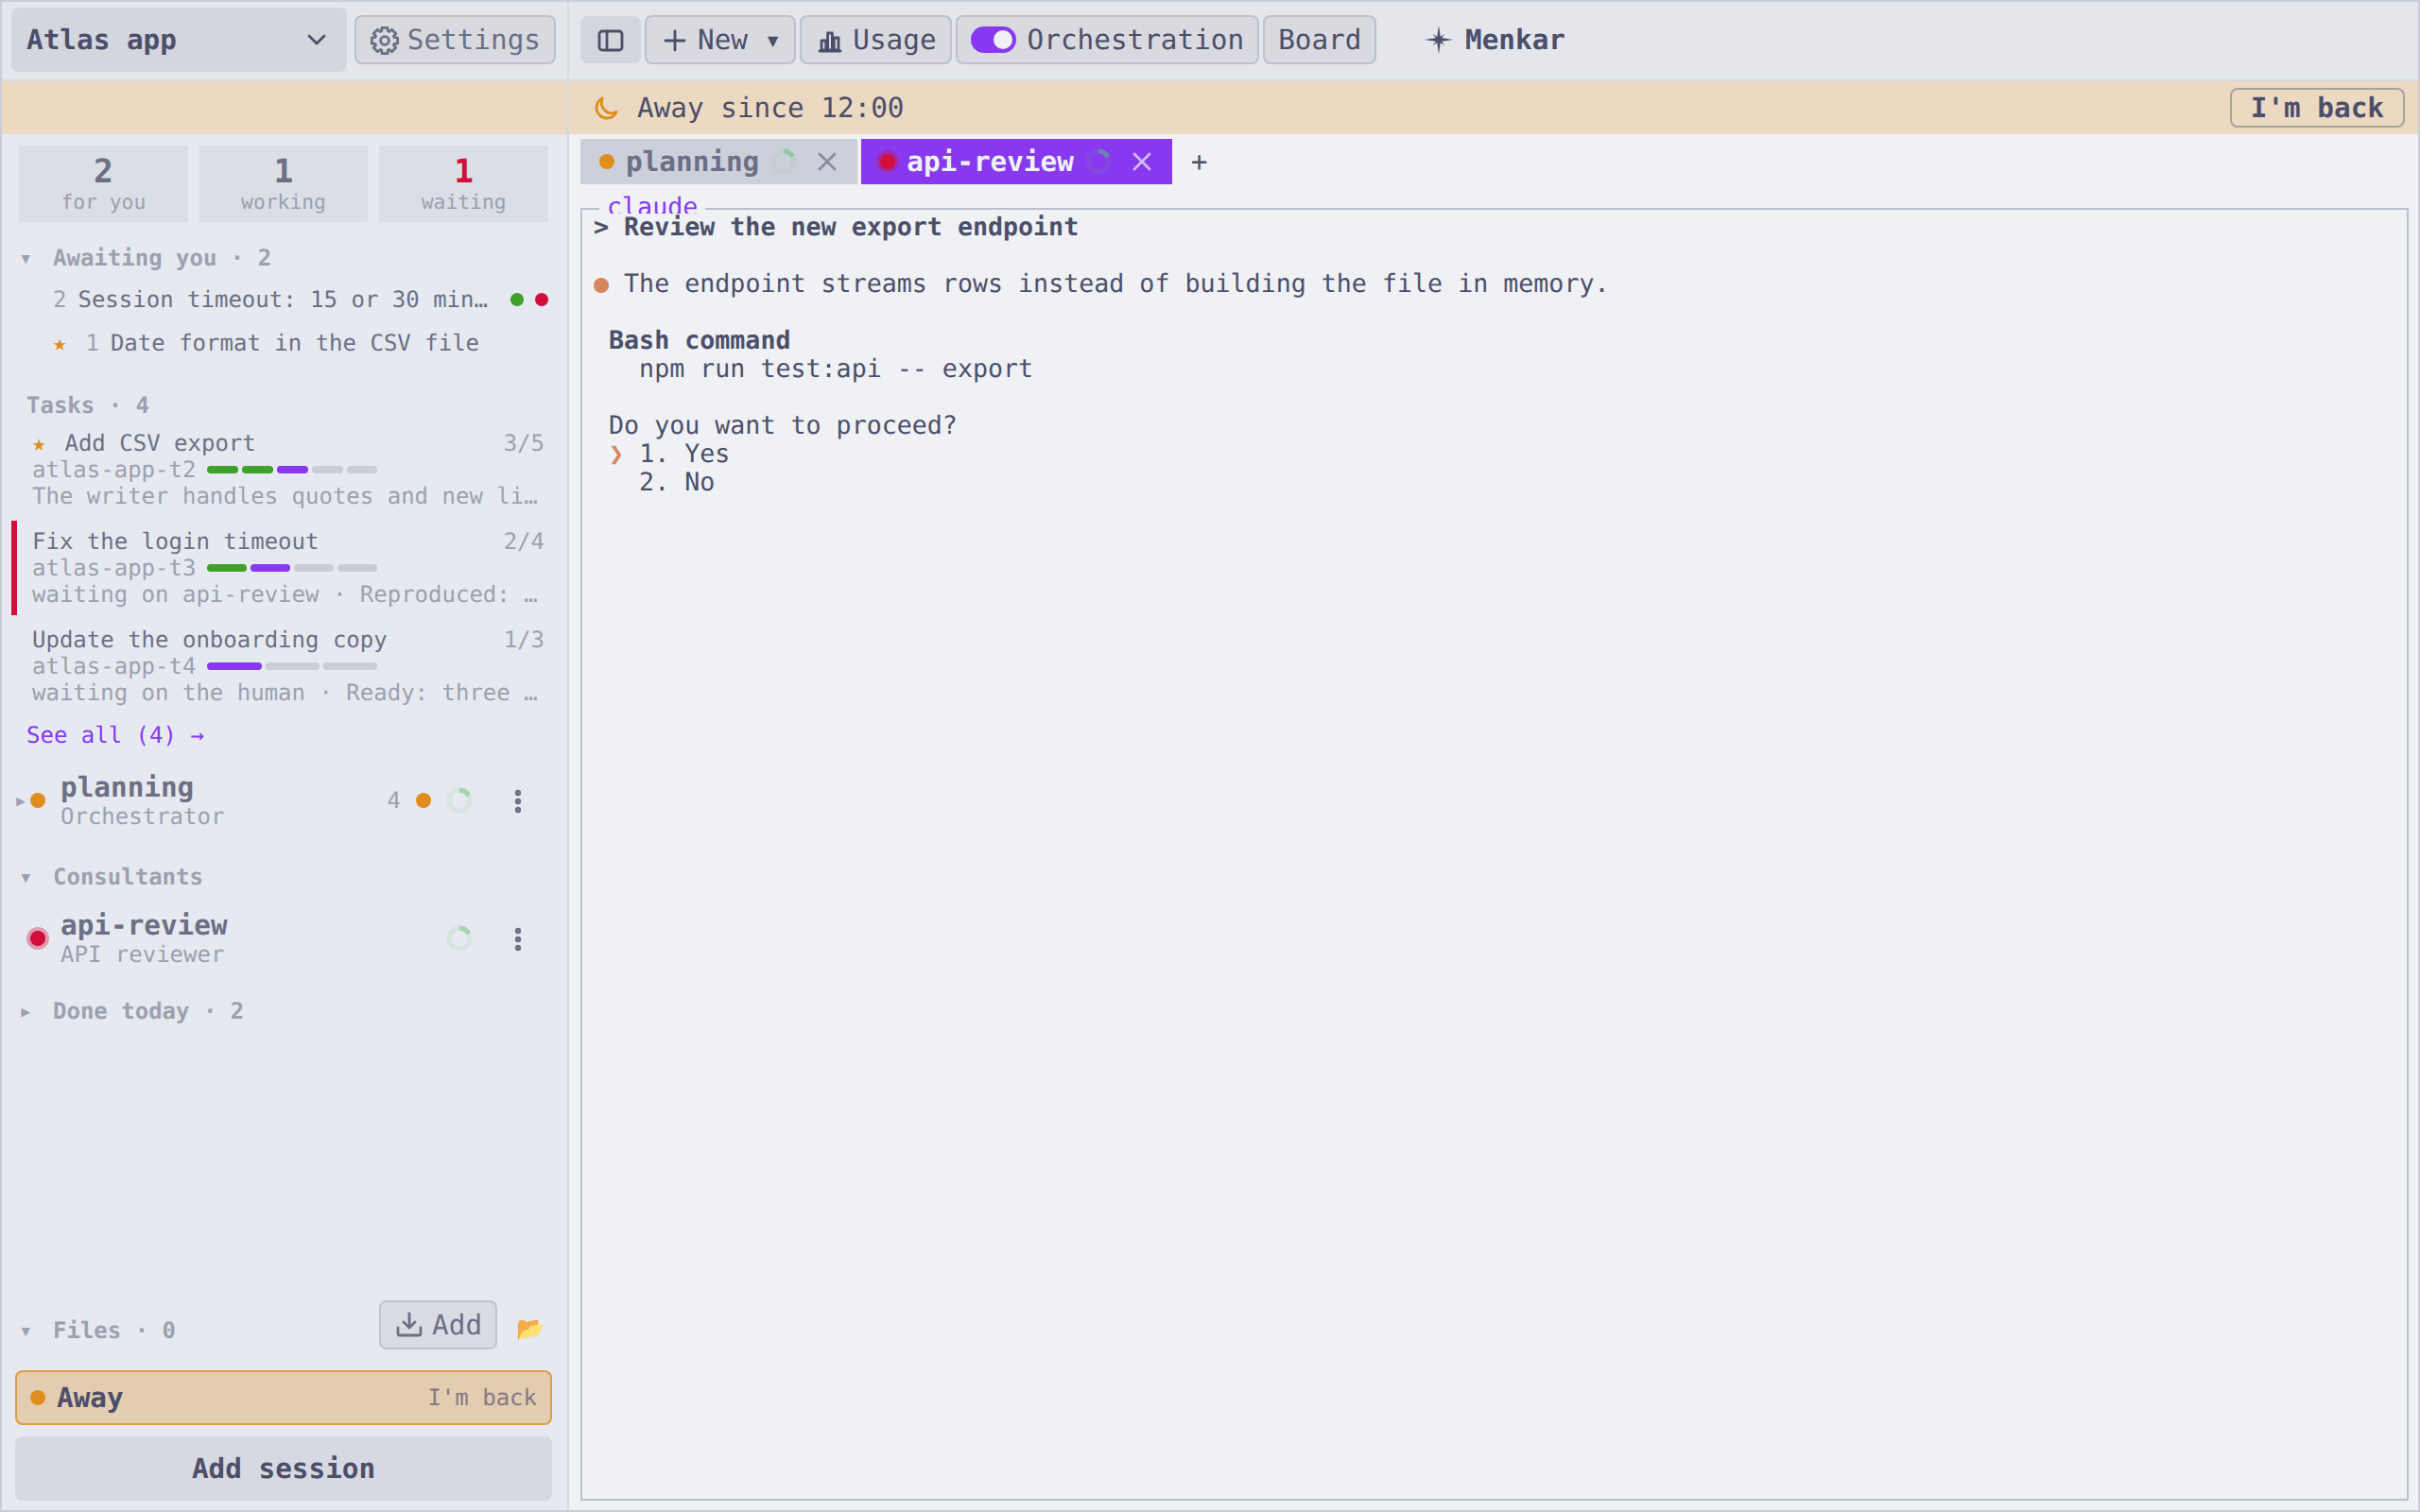 Atlas app
Settings
New ▾
Usage
Orchestration
Board
Menkar
Away since 12:00
I'm back
2
for you
1
working
1
waiting
Awaiting you · 2
2 Session timeout: 15 or 30 min…
★ 1 Date format in the CSV file
Tasks · 4
★ Add CSV export 3/5
atlas-app-t2
The writer handles quotes and new li…
Fix the login timeout 2/4
atlas-app-t3
waiting on api-review · Reproduced: …
Update the onboarding copy 1/3
atlas-app-t4
waiting on the human · Ready: three …
See all (4) →
planning 4
Orchestrator
Consultants
api-review
API reviewer
Done today · 2
Files · 0
Add
Away I'm back
Add session
planning
api-review
+
claude
> Review the new export endpoint
The endpoint streams rows instead of building the file in memory.
Bash command
npm run test:api -- export
Do you want to proceed?
❯ 1. Yes
2. No